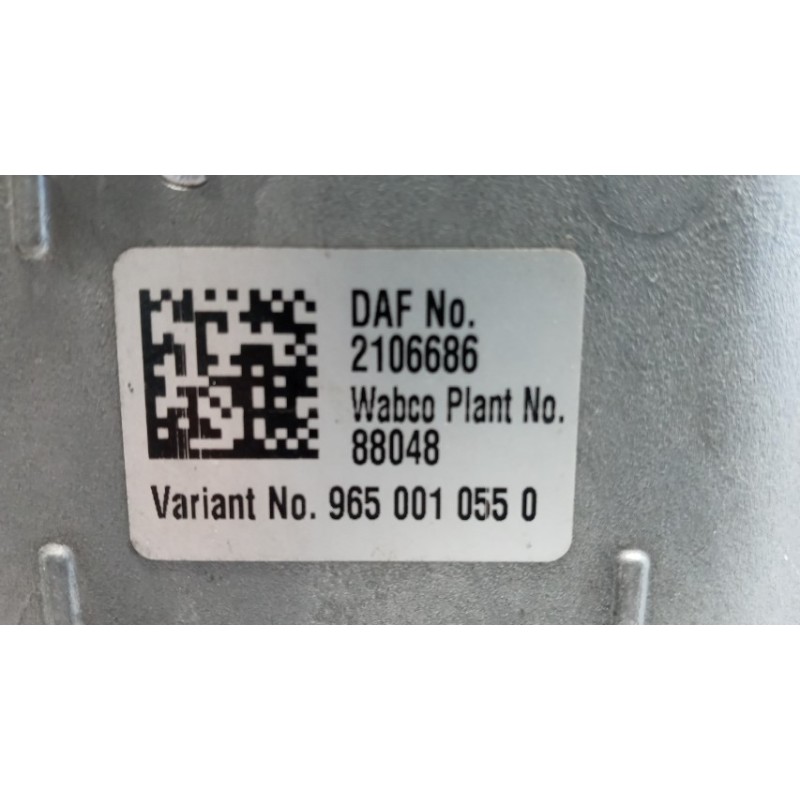 DAF No.
2106686
Wabco Plant No.
88048
Variant No. 965 001 055 0